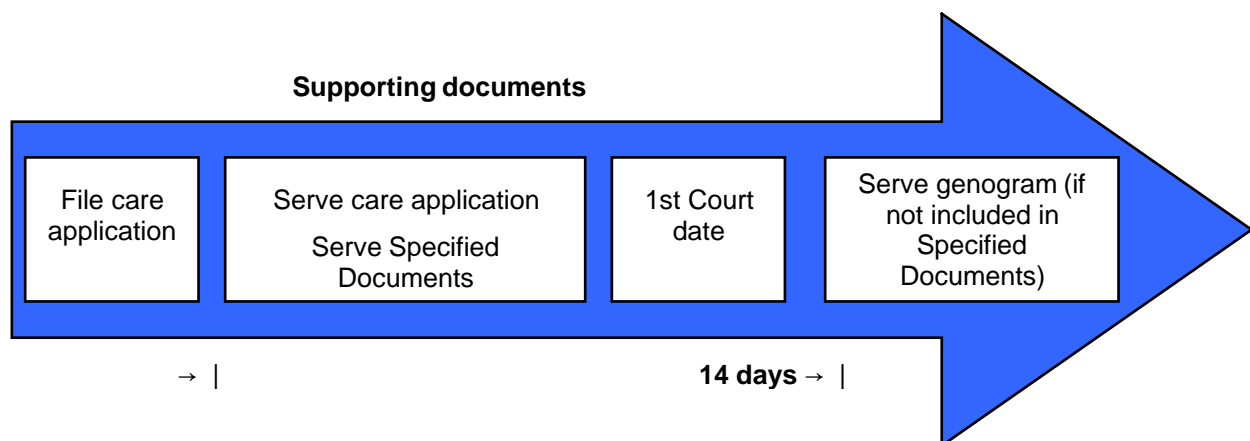 Supporting documents
File care
application
Serve care application
Serve Specified
Documents
1st Court
date
Serve genogram (if
not included in
Specified
Documents)
→ |
14 days → |